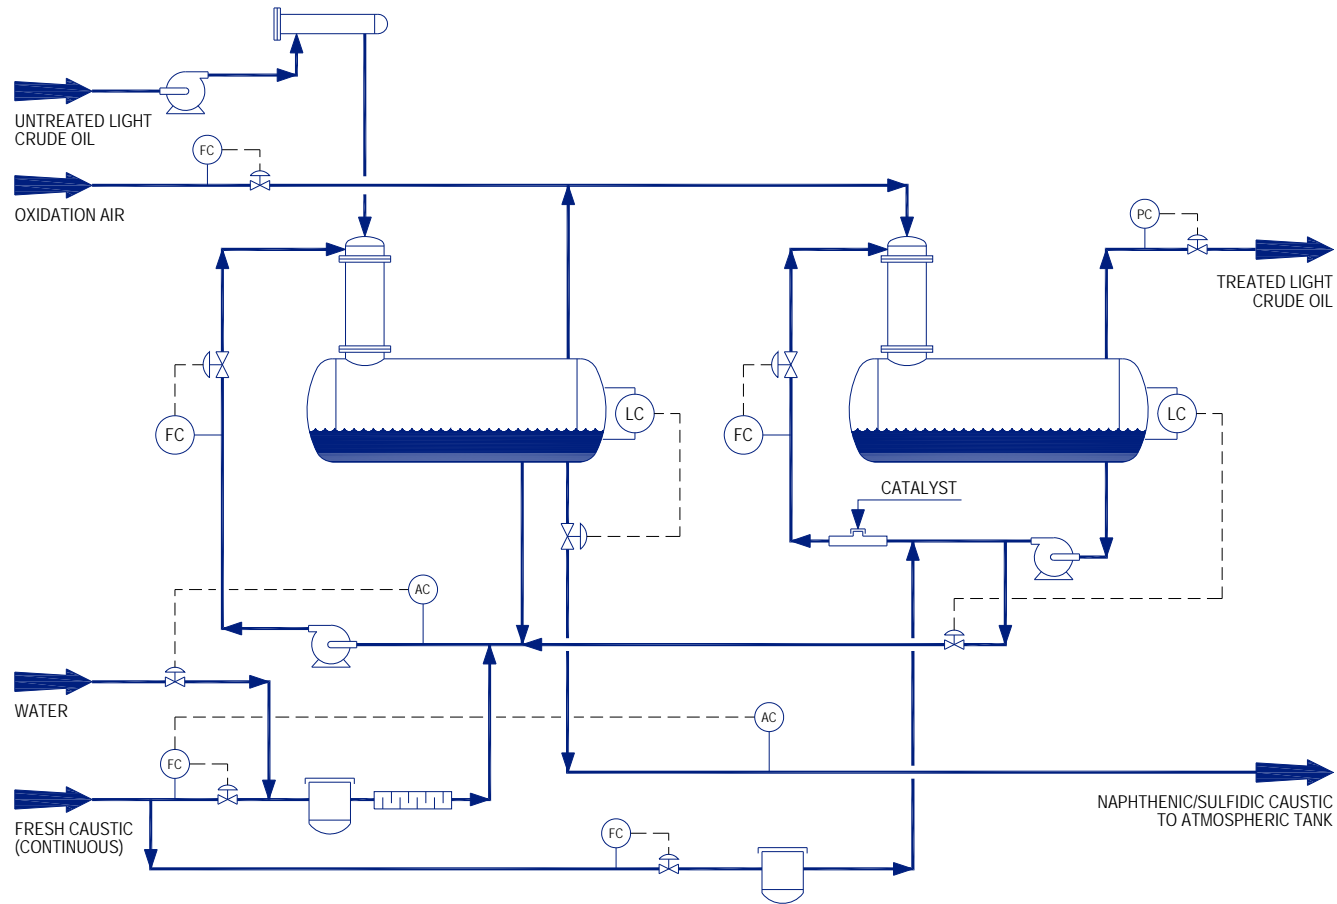 UNTREATED LIGHT
CRUDE OIL
FC
OXIDATION AIR
PC
TREATED LIGHT
CRUDE OIL
FC
LC
FC
LC
CATALYST
AC
WATER
AC
FC
FRESH CAUSTIC
(CONTINUOUS)
NAPHTHENIC/SULFIDIC CAUSTIC
TO ATMOSPHERIC TANK
FC